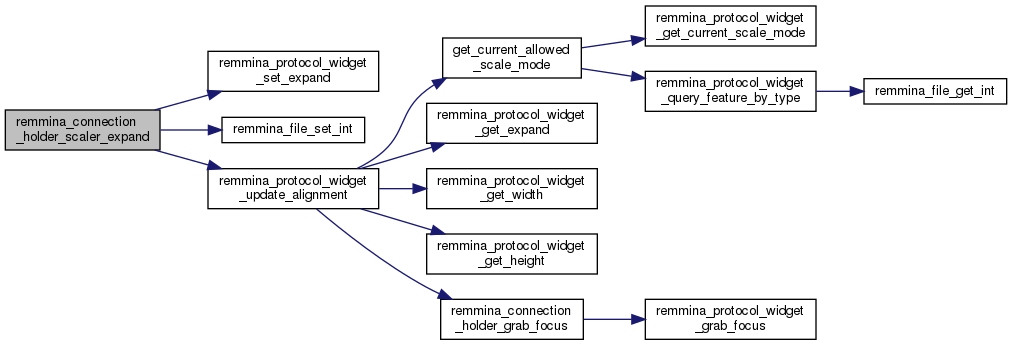 remmina_connection
_holder_scaler_expand
remmina_protocol_widget
_set_expand
remmina_file_set_int
remmina_protocol_widget
_update_alignment
get_current_allowed
_scale_mode
remmina_protocol_widget
_get_expand
remmina_protocol_widget
_get_width
remmina_protocol_widget
_get_height
remmina_connection
_holder_grab_focus
remmina_protocol_widget
_get_current_scale_mode
remmina_protocol_widget
_query_feature_by_type
remmina_file_get_int
remmina_protocol_widget
_grab_focus